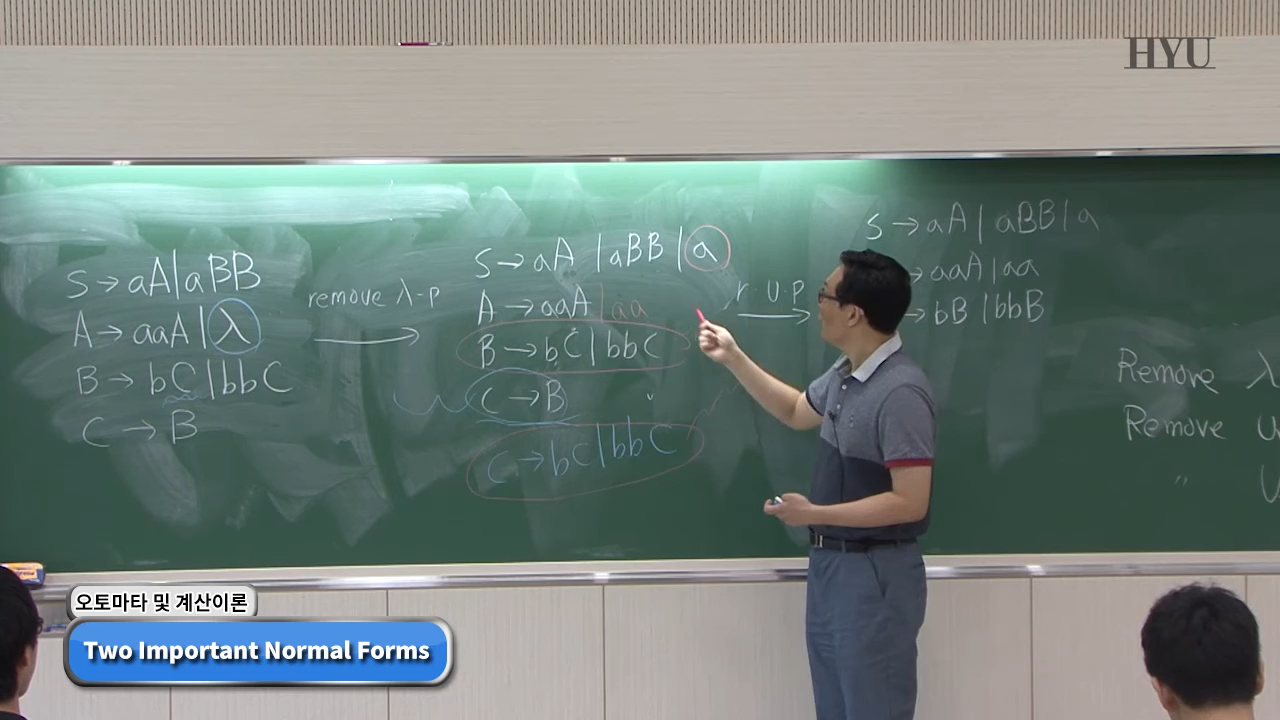 HYU
S → aA | aBB
A → aaA | λ
B → bC | bbC
C → B
remove λ-p
S → aA | aBB | a
A → aaA | aa
B → bC | bbC
C → B
C → bC | bbC
r. U.P
S → aA | aBB | a
→ aaA | aa
→ bB | bbB
Remove λ
Remove u
" U
오토마타 및 계산이론
Two Important Normal Forms